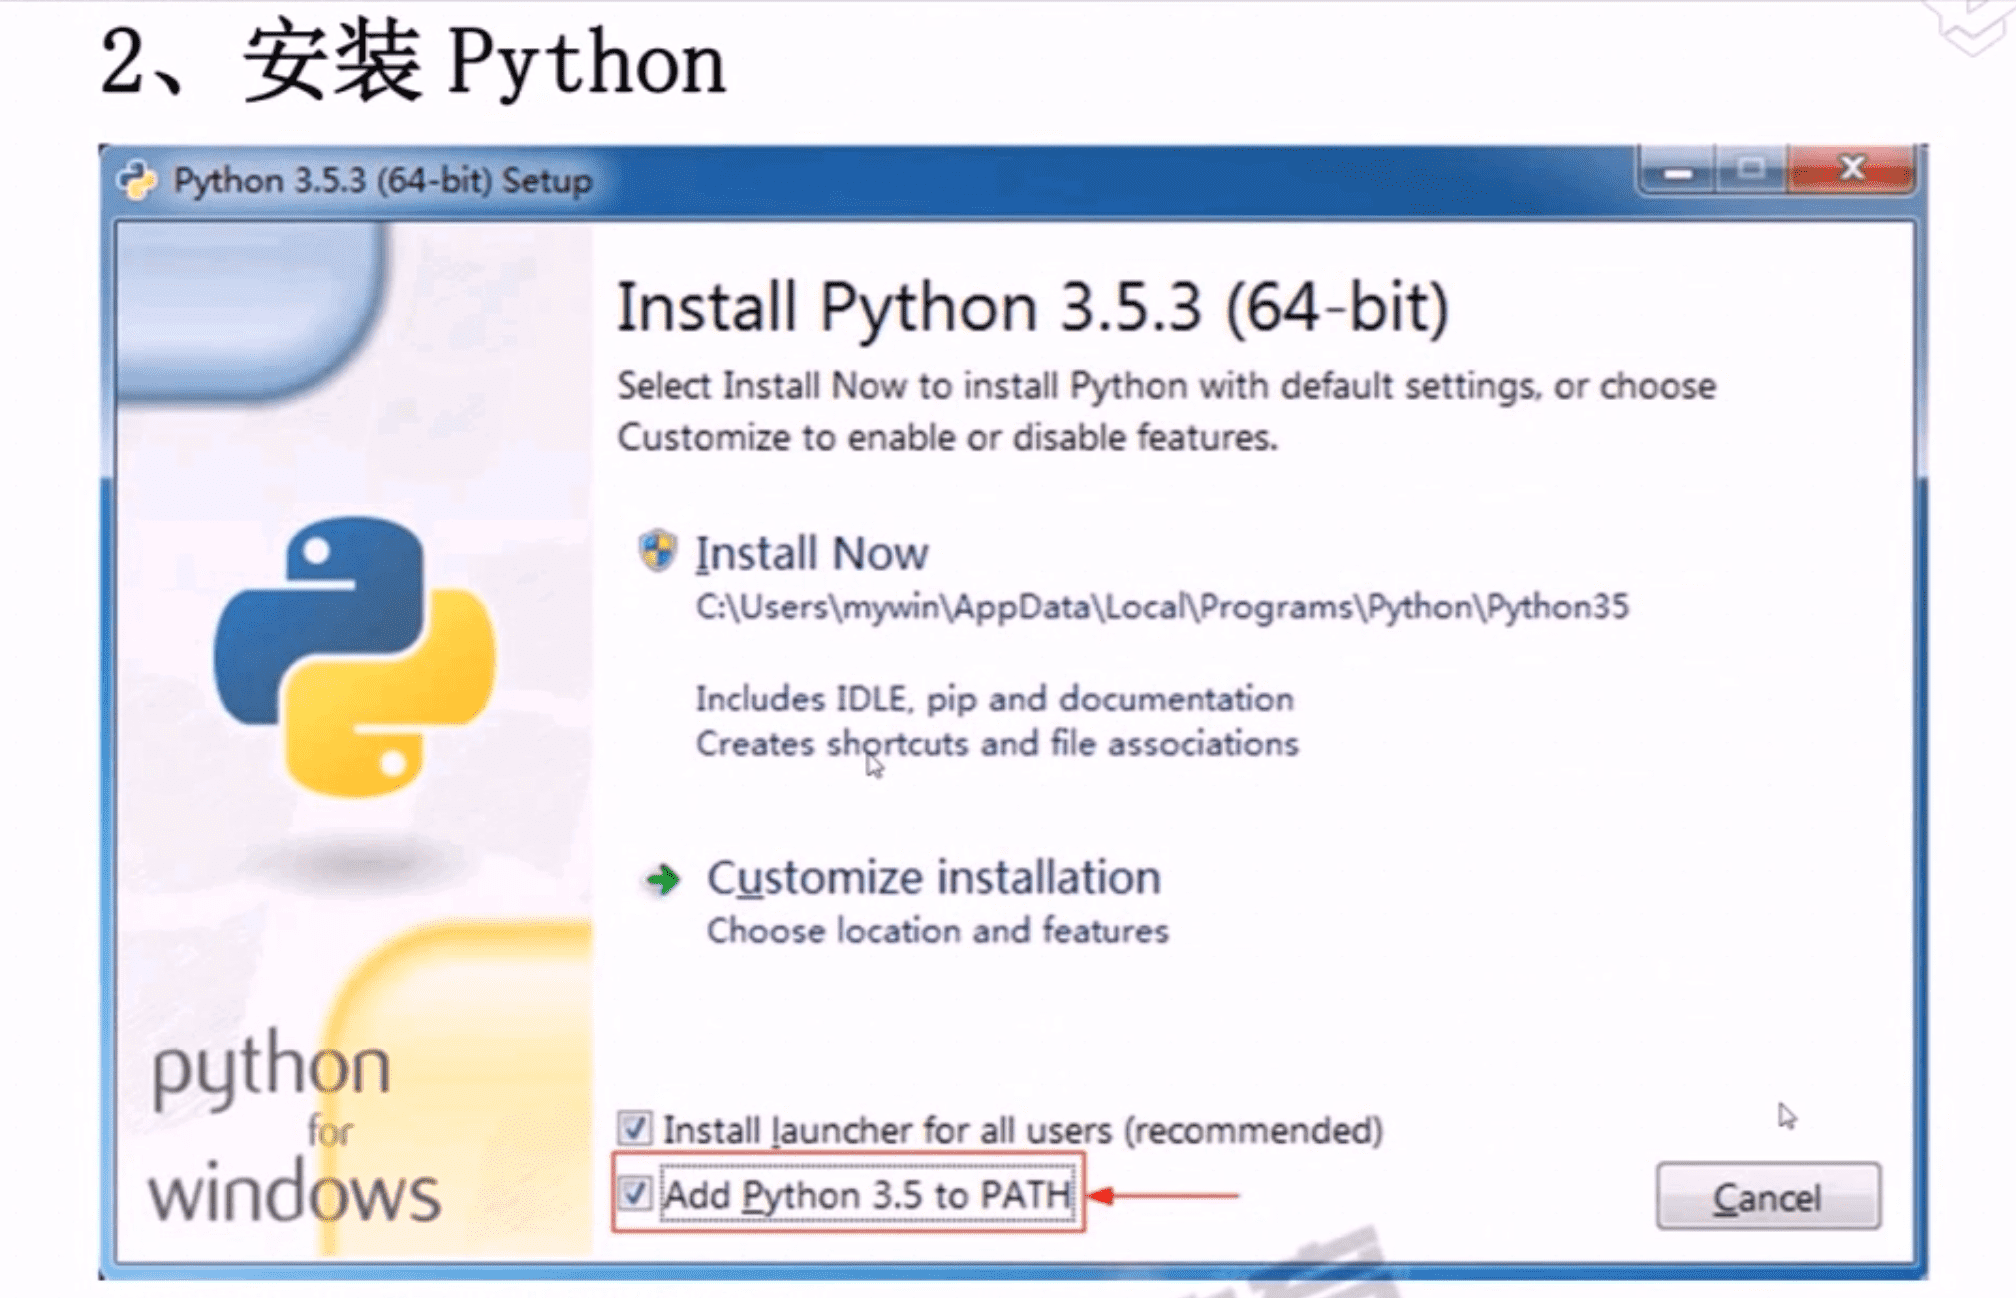 2、安装 Python
Python 3.5.3 (64-bit) Setup
Install Python 3.5.3 (64-bit)
Select Install Now to install Python with default settings, or choose
Customize to enable or disable features.
Install Now
C:\Users\mywin\AppData\Local\Programs\Python\Python35
Includes IDLE, pip and documentation
Creates shortcuts and file associations
Customize installation
Choose location and features
python
for
windows
Install launcher for all users (recommended)
Add Python 3.5 to PATH
Cancel